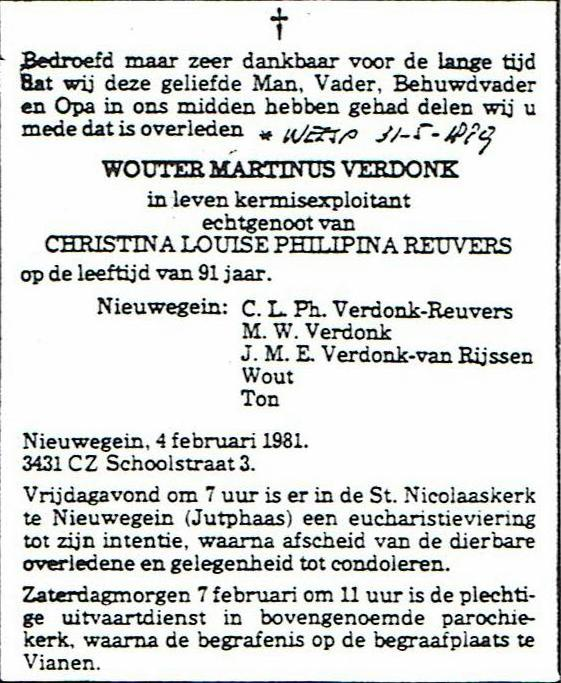 Bedroefd maar zeer dankbaar voor de lange tijd
dat wij deze geliefde Man, Vader, Behuwdvader
en Opa in ons midden hebben gehad delen wij u
mede dat is overleden * WEESP 31-5-1889
WOUTER MARTINUS VERDONK
in leven kermisexploitant
echtgenoot van
CHRISTINA LOUISE PHILIPINA REUVERS
op de leeftijd van 91 jaar.
Nieuwegein: C. L. Ph. Verdonk-Reuvers
M. W. Verdonk
J. M. E. Verdonk-van Rijssen
Wout
Ton
Nieuwegein, 4 februari 1981.
3431 CZ Schoolstraat 3.
Vrijdagavond om 7 uur is er in de St. Nicolaaskerk
te Nieuwegein (Jutphaas) een eucharistieviering
tot zijn intentie, waarna afscheid van de dierbare
overledene en gelegenheid tot condoleren.
Zaterdagmorgen 7 februari om 11 uur is de plechti-
ge uitvaartdienst in bovengenoemde parochie-
kerk, waarna de begrafenis op de begraafplaats te
Vianen.